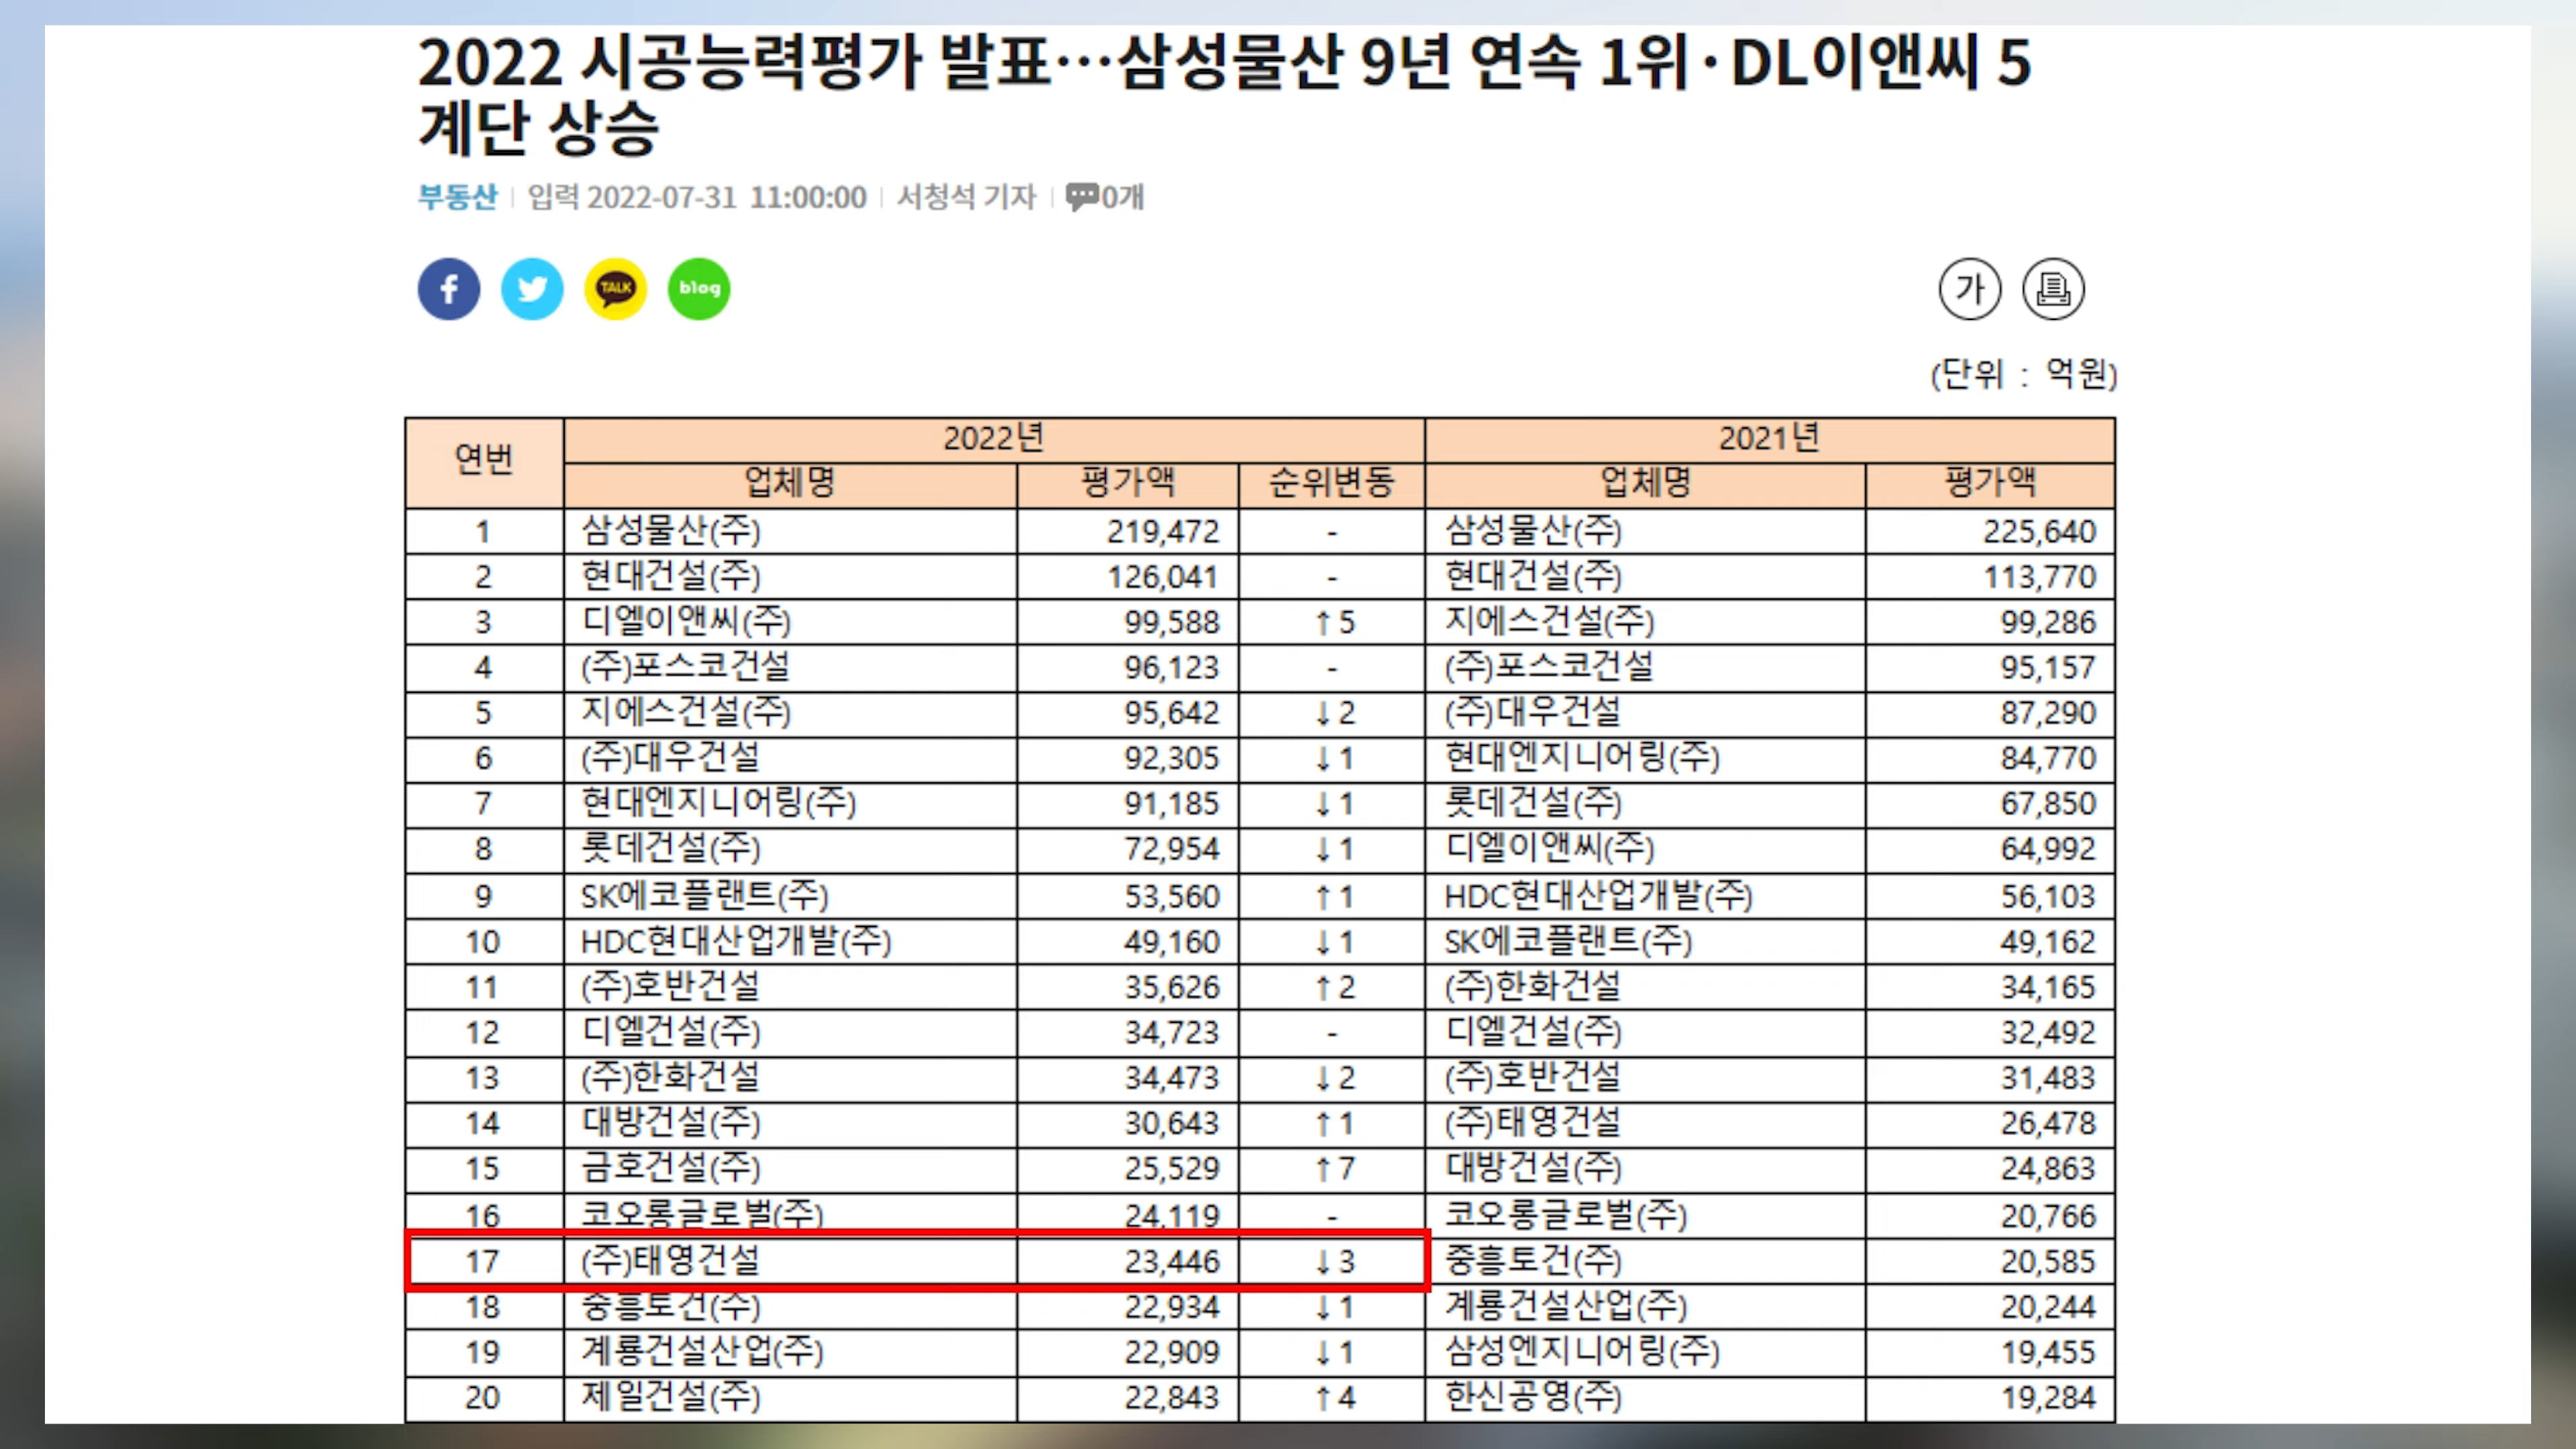 2022 시공능력평가 발표…삼성물산 9년 연속 1위·DL이앤씨 5
계단 상승
부동산 입력 2022-07-31 11:00:00 서청석 기자 0개
f TALK blog 가
(단위 : 억원)
연번 2022년 2021년
업체명 평가액 순위변동 업체명 평가액
1 삼성물산(주) 219,472 - 삼성물산(주) 225,640
2 현대건설(주) 126,041 - 현대건설(주) 113,770
3 디엘이앤씨(주) 99,588 ↑5 지에스건설(주) 99,286
4 (주)포스코건설 96,123 - (주)포스코건설 95,157
5 지에스건설(주) 95,642 ↓2 (주)대우건설 87,290
6 (주)대우건설 92,305 ↓1 현대엔지니어링(주) 84,770
7 현대엔지니어링(주) 91,185 ↓1 롯데건설(주) 67,850
8 롯데건설(주) 72,954 ↓1 디엘이앤씨(주) 64,992
9 SK에코플랜트(주) 53,560 ↑1 HDC현대산업개발(주) 56,103
10 HDC현대산업개발(주) 49,160 ↓1 SK에코플랜트(주) 49,162
11 (주)호반건설 35,626 ↑2 (주)한화건설 34,165
12 디엘건설(주) 34,723 - 디엘건설(주) 32,492
13 (주)한화건설 34,473 ↓2 (주)호반건설 31,483
14 대방건설(주) 30,643 ↑1 (주)태영건설 26,478
15 금호건설(주) 25,529 ↑7 대방건설(주) 24,863
16 코오롱글로벌(주) 24,119 - 코오롱글로벌(주) 20,766
17 (주)태영건설 23,446 ↓3 중흥토건(주) 20,585
18 중흥토건(주) 22,934 ↓1 계룡건설산업(주) 20,244
19 계룡건설산업(주) 22,909 ↓1 삼성엔지니어링(주) 19,455
20 제일건설(주) 22,843 ↑4 한신공영(주) 19,284